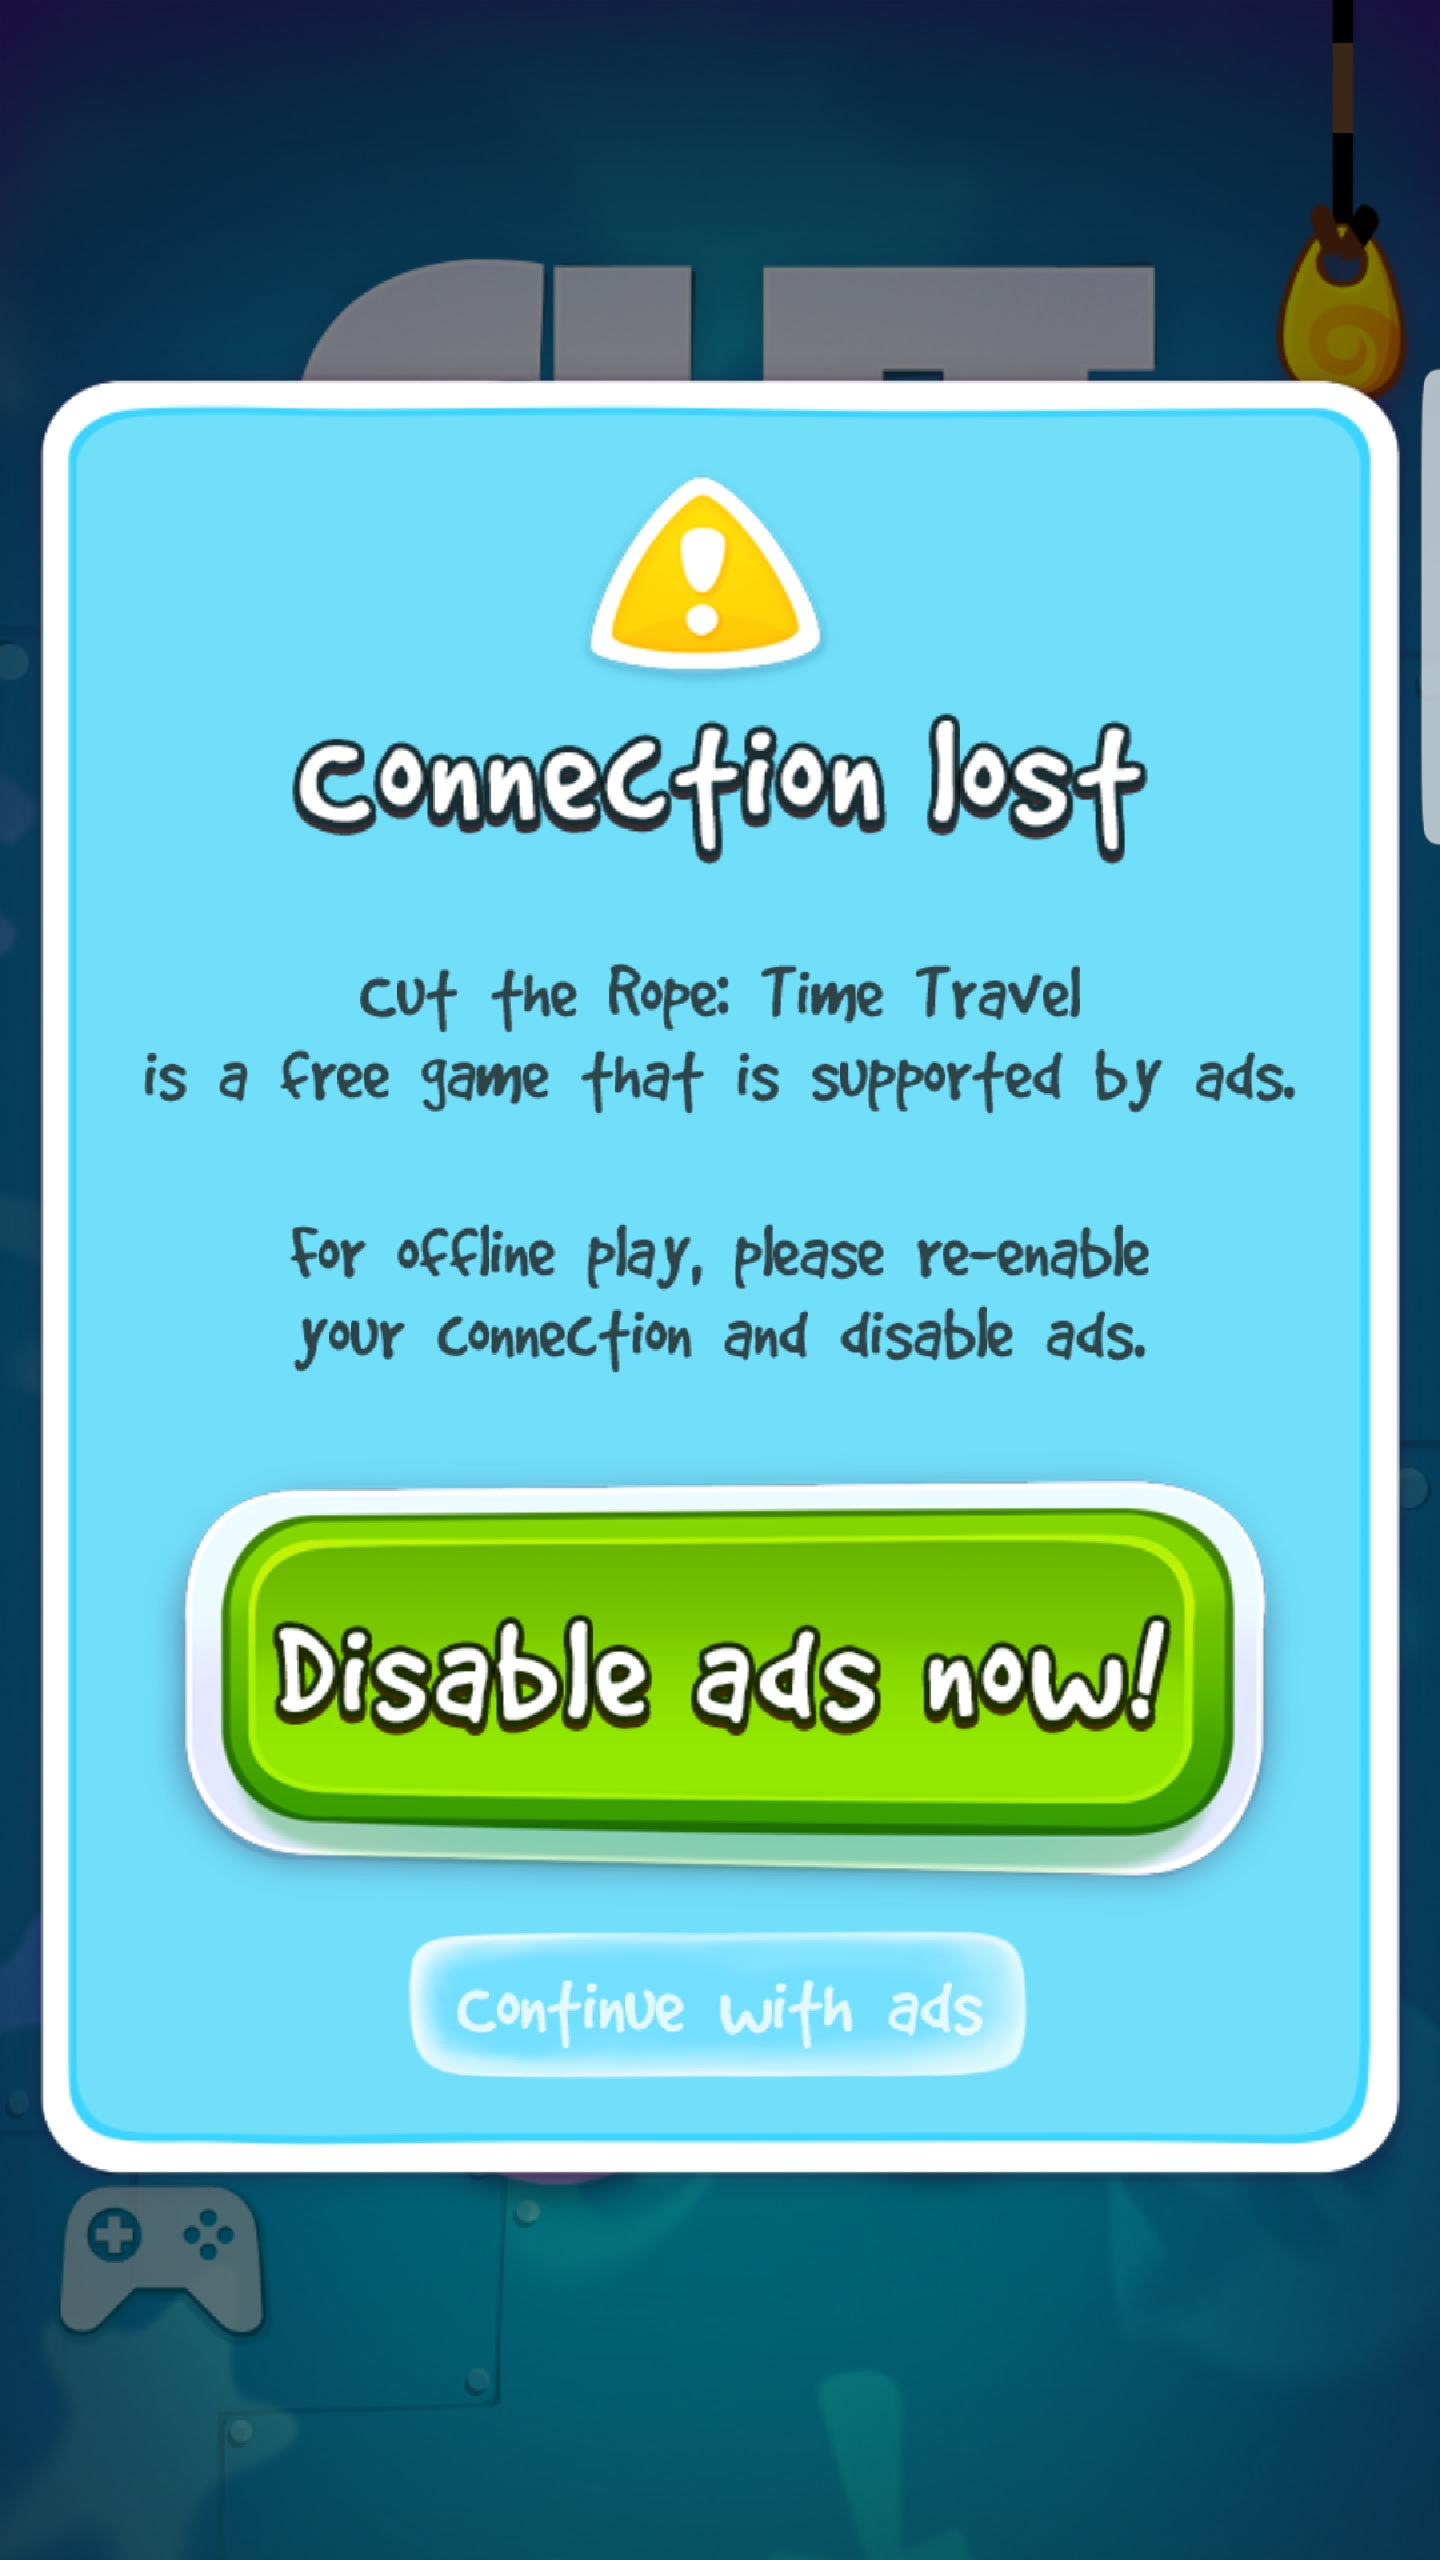 Connection lost
Cut the Rope: Time Travel
is a free game that is supported by ads.
For offline play, please re-enable
your connection and disable ads.
Disable ads now!
Continue with ads